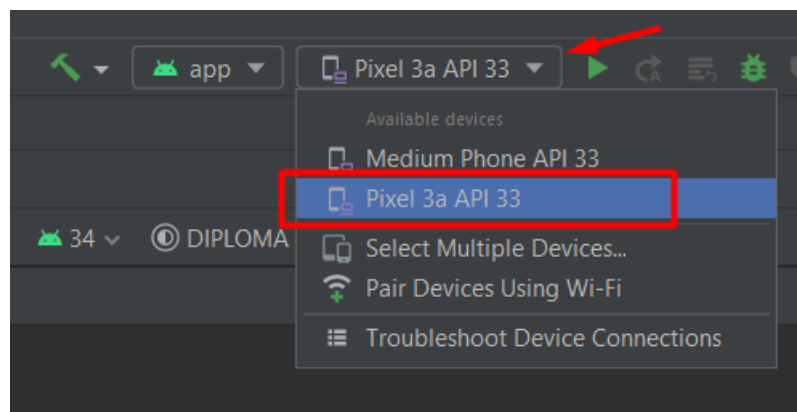 app
Pixel 3a API 33
Available devices
Medium Phone API 33
Pixel 3a API 33
34
DIPLOMA
Select Multiple Devices...
Pair Devices Using Wi-Fi
Troubleshoot Device Connections